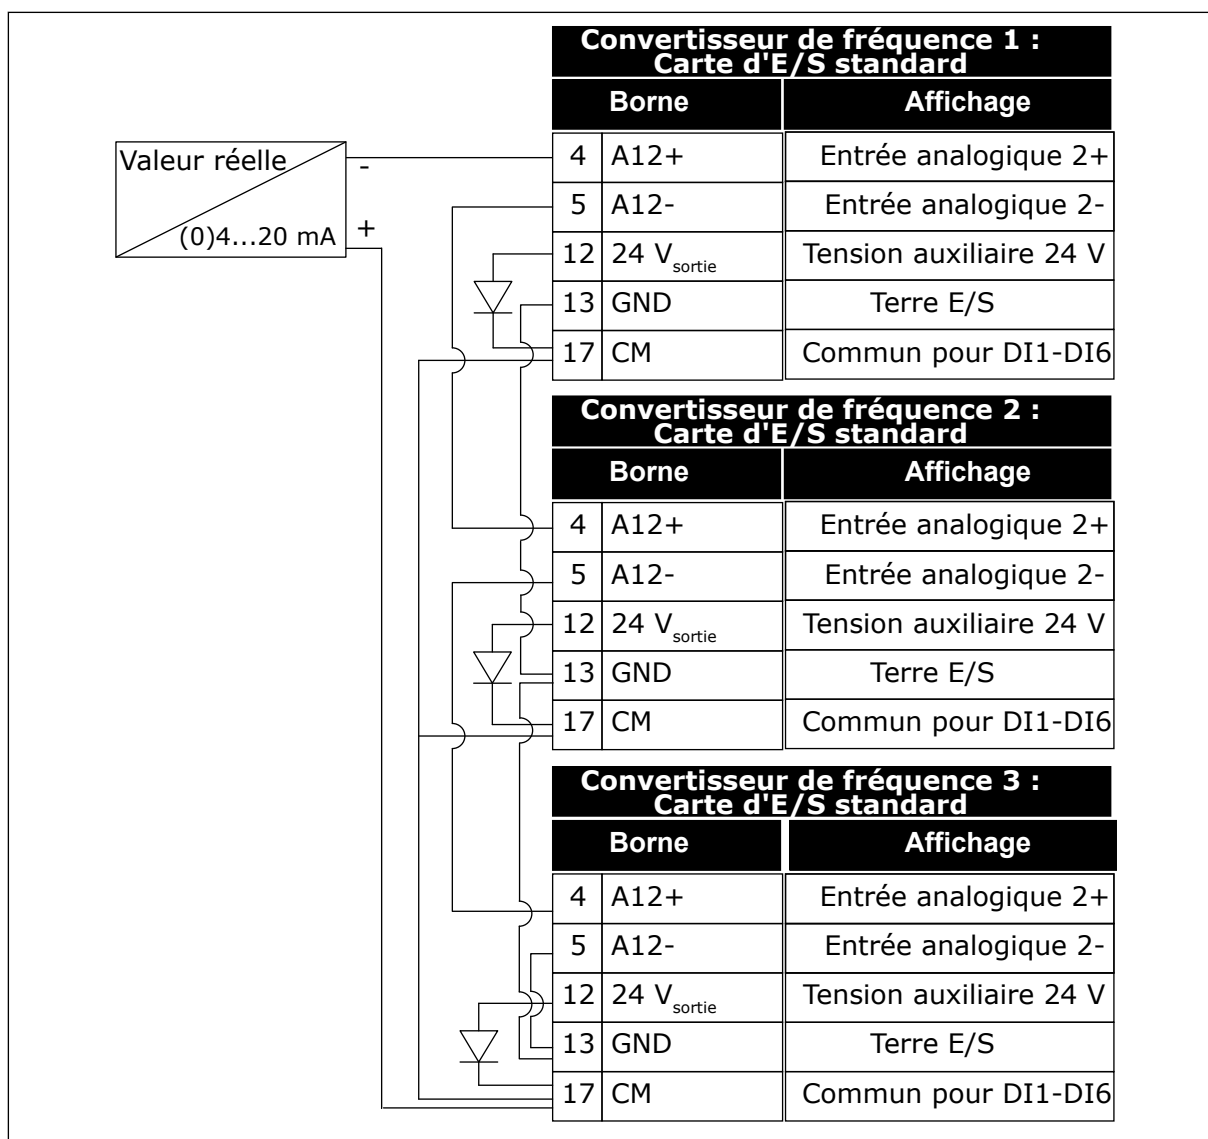 Convertisseur de fréquence 1 :
Carte d'E/S standard
Borne Affichage
Valeur réelle
-
+
(0)4...20 mA
4 A12+ Entrée analogique 2+
5 A12- Entrée analogique 2-
12 24 Vsortie Tension auxiliaire 24 V
13 GND Terre E/S
17 CM Commun pour DI1-DI6
Convertisseur de fréquence 2 :
Carte d'E/S standard
Borne Affichage
4 A12+ Entrée analogique 2+
5 A12- Entrée analogique 2-
12 24 Vsortie Tension auxiliaire 24 V
13 GND Terre E/S
17 CM Commun pour DI1-DI6
Convertisseur de fréquence 3 :
Carte d'E/S standard
Borne Affichage
4 A12+ Entrée analogique 2+
5 A12- Entrée analogique 2-
12 24 Vsortie Tension auxiliaire 24 V
13 GND Terre E/S
17 CM Commun pour DI1-DI6